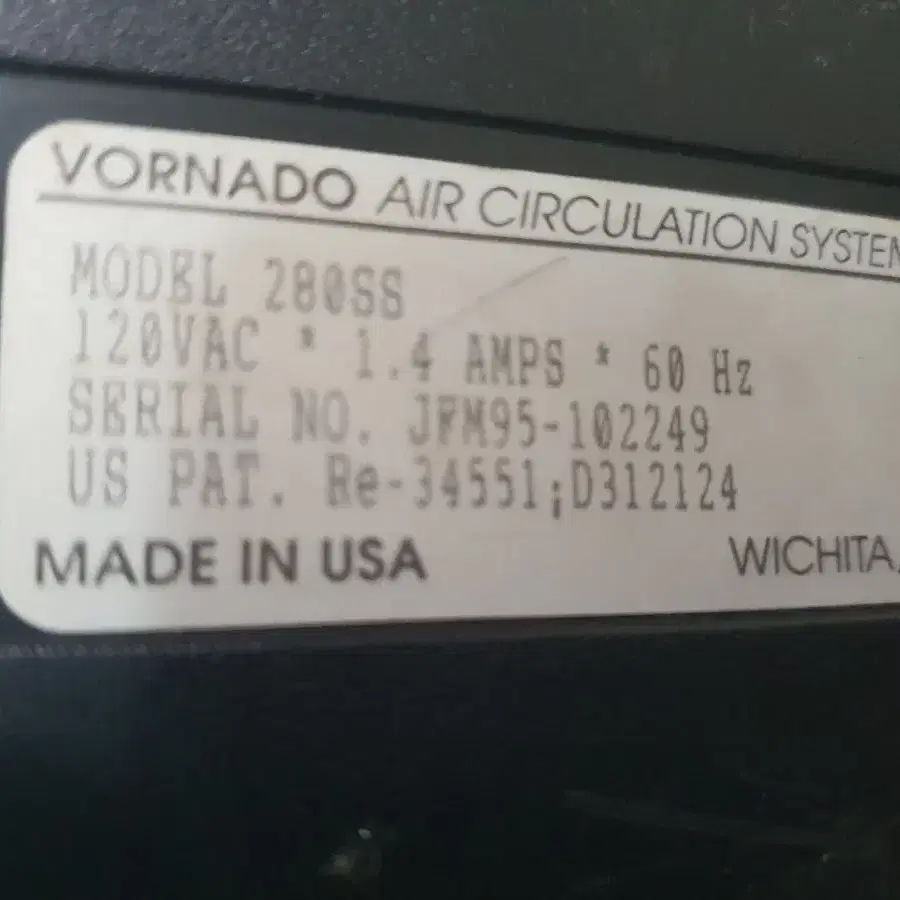 VORNADO AIR CIRCULATION SYSTEM
MODEL 280SS
120VAC * 1.4 AMPS * 60 Hz
SERIAL NO. JFM95-102249
US PAT. Re-34551;D312124
MADE IN USA WICHITA,